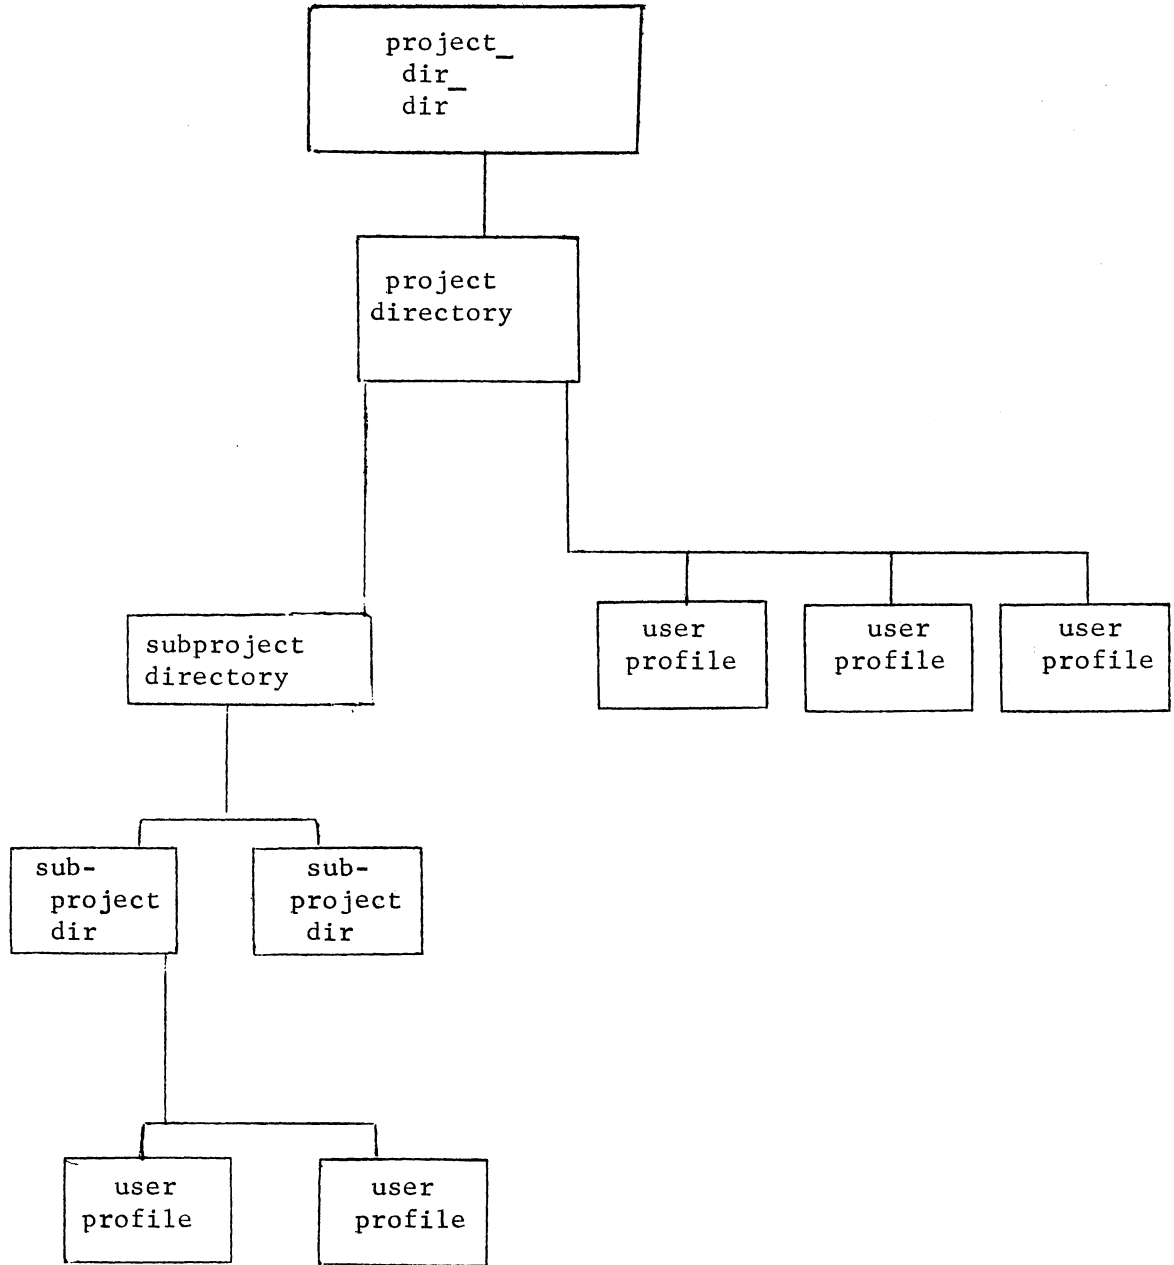 project_
dir_
dir
project
directory
subproject
directory
user
profile
user
profile
user
profile
sub-
project
dir
sub-
project
dir
user
profile
user
profile